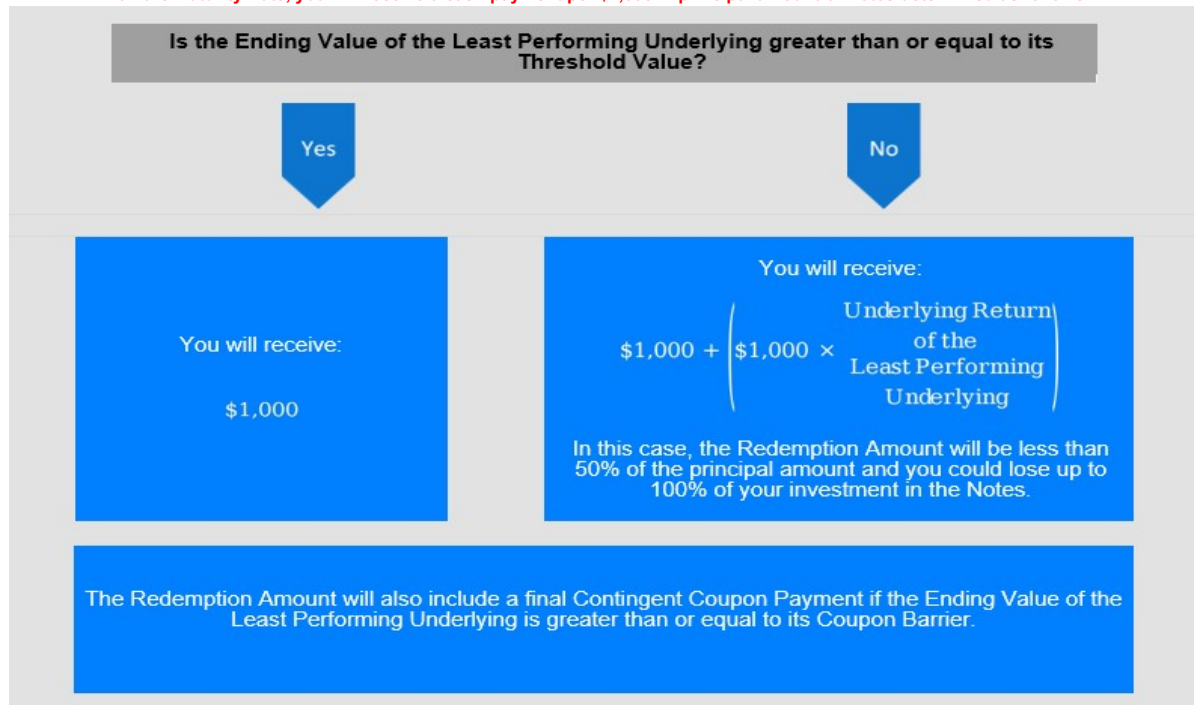 Is the Ending Value of the Least Performing Underlying greater than or equal to its
Threshold Value?
Yes
No
You will receive:
$1,000
You will receive:
$1,000 + ($1,000 × Underlying Return
of the
Least Performing
Underlying)
In this case, the Redemption Amount will be less than
50% of the principal amount and you could lose up to
100% of your investment in the Notes.
The Redemption Amount will also include a final Contingent Coupon Payment if the Ending Value of the
Least Performing Underlying is greater than or equal to its Coupon Barrier.